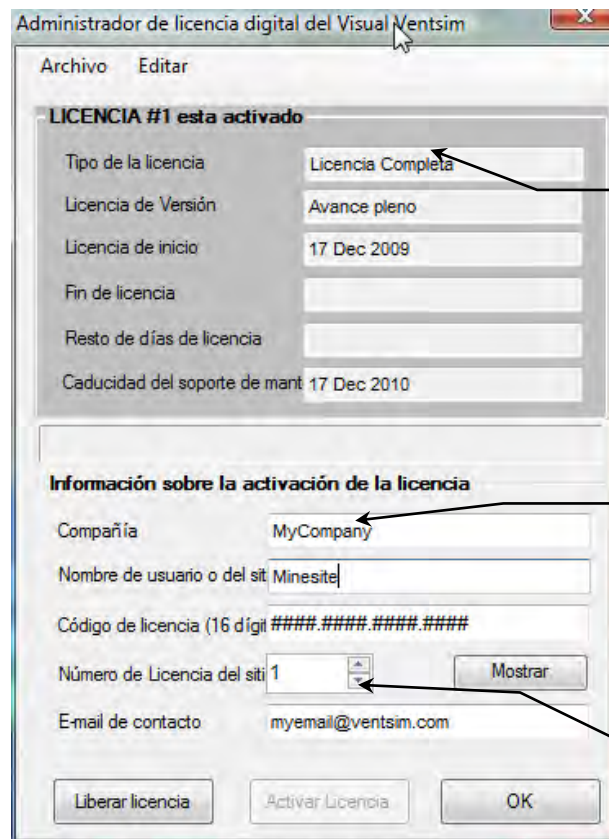 Administrador de licencia digital del Visual Ventsim
Archivo Editar
LICENCIA #1 esta activado
Tipo de la licencia Licencia Completa
Licencia de Versión Avance pleno
Licencia de inicio 17 Dec 2009
Fin de licencia
Resto de días de licencia
Caducidad del soporte de mant 17 Dec 2010
Información sobre la activación de la licencia
Compañía MyCompany
Nombre de usuario o del sit Minesite
Código de licencia (16 dígit ####.####.####.####
Número de Licencia del siti 1 Mostrar
E-mail de contacto myemail@ventsim.com
Liberar licencia Activar Licencia OK